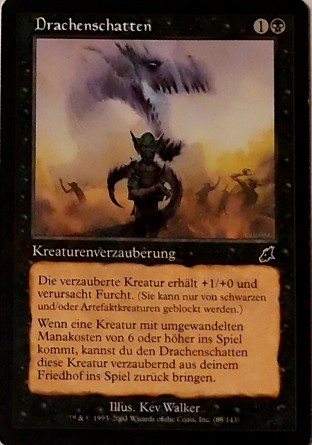 Drachenschatten 1
Kreaturenverzauberung
Die verzauberte Kreatur erhält +1/+0 und
verursacht Furcht. (Sie kann nur von schwarzen
und/oder Artefaktkreaturen geblockt werden.)
Wenn eine Kreatur mit umgewandelten
Manakosten von 6 oder höher ins Spiel
kommt, kannst du den Drachenschatten
diese Kreatur verzaubernd aus deinem
Friedhof ins Spiel zurück bringen.
Illus. Kev Walker
™ & © 1993-2003 Wizards of the Coast, Inc. (65/143)